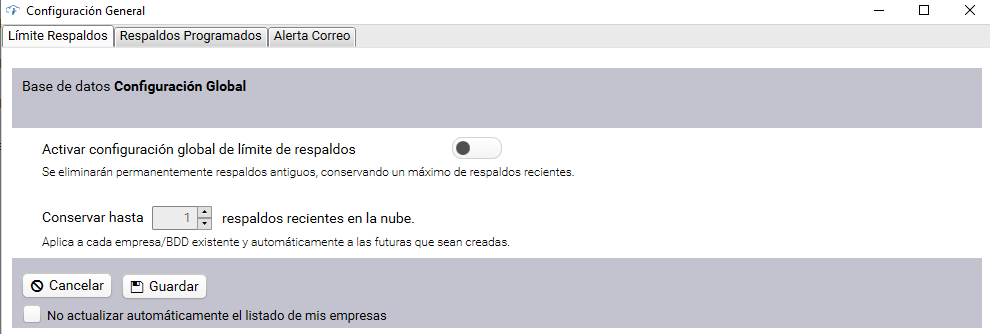 Configuración General
Límite Respaldos Respaldos Programados Alerta Correo
Base de datos Configuración Global
Activar configuración global de límite de respaldos
Se eliminarán permanentemente respaldos antiguos, conservando un máximo de respaldos recientes.
Conservar hasta 1 respaldos recientes en la nube.
Aplica a cada empresa/BDD existente y automáticamente a las futuras que sean creadas.
Cancelar Guardar
No actualizar automáticamente el listado de mis empresas